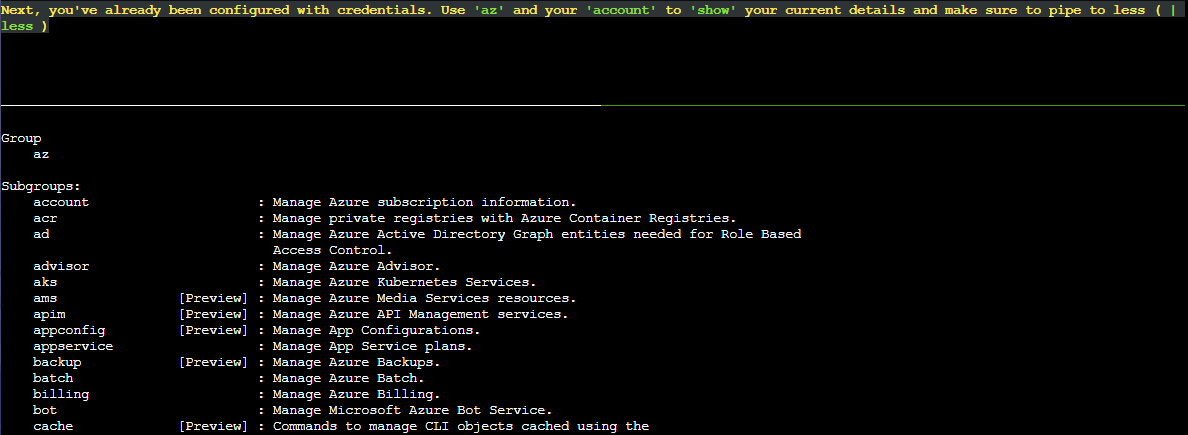 Next, you've already been configured with credentials. Use 'az' and your 'account' to 'show' your current details and make sure to pipe to less ( |
less )
Group
az
Subgroups:
account : Manage Azure subscription information.
acr : Manage private registries with Azure Container Registries.
ad : Manage Azure Active Directory Graph entities needed for Role Based
Access Control.
advisor : Manage Azure Advisor.
aks : Manage Azure Kubernetes Services.
ams [Preview] : Manage Azure Media Services resources.
apim [Preview] : Manage Azure API Management services.
appconfig [Preview] : Manage App Configurations.
appservice : Manage App Service plans.
backup [Preview] : Manage Azure Backups.
batch : Manage Azure Batch.
billing : Manage Azure Billing.
bot : Manage Microsoft Azure Bot Service.
cache [Preview] : Commands to manage CLI objects cached using the